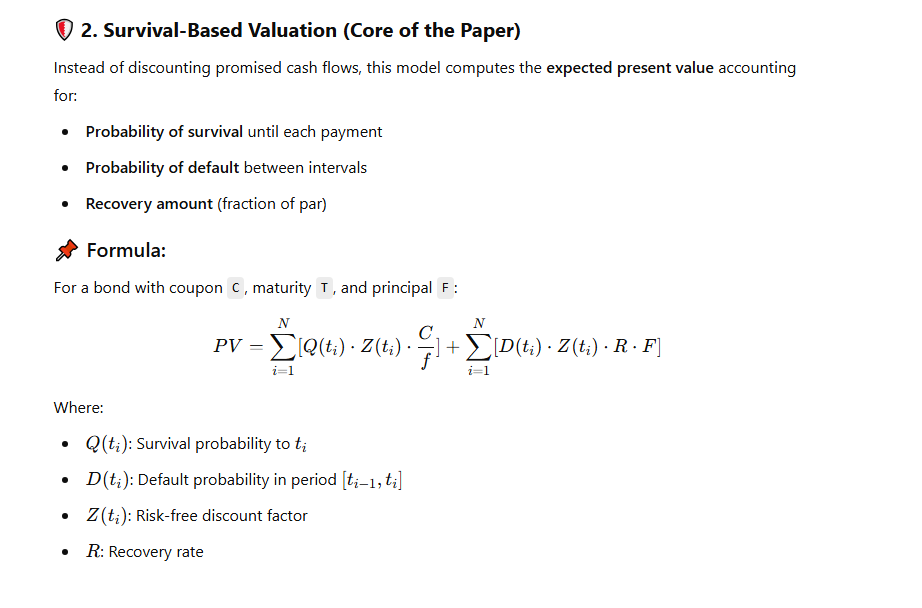 🛡️ 2. Survival-Based Valuation (Core of the Paper)
Instead of discounting promised cash flows, this model computes the expected present value accounting
for:
• Probability of survival until each payment
• Probability of default between intervals
• Recovery amount (fraction of par)
📌 Formula:
For a bond with coupon C, maturity T, and principal F:
$PV = \sum_{i=1}^{N} [Q(t_i) \cdot Z(t_i) \cdot \frac{C}{f}] + \sum_{i=1}^{N} [D(t_i) \cdot Z(t_i) \cdot R \cdot F]$
Where:
• $Q(t_i)$: Survival probability to $t_i$
• $D(t_i)$: Default probability in period $[t_{i-1}, t_i]$
• $Z(t_i)$: Risk-free discount factor
• $R$: Recovery rate